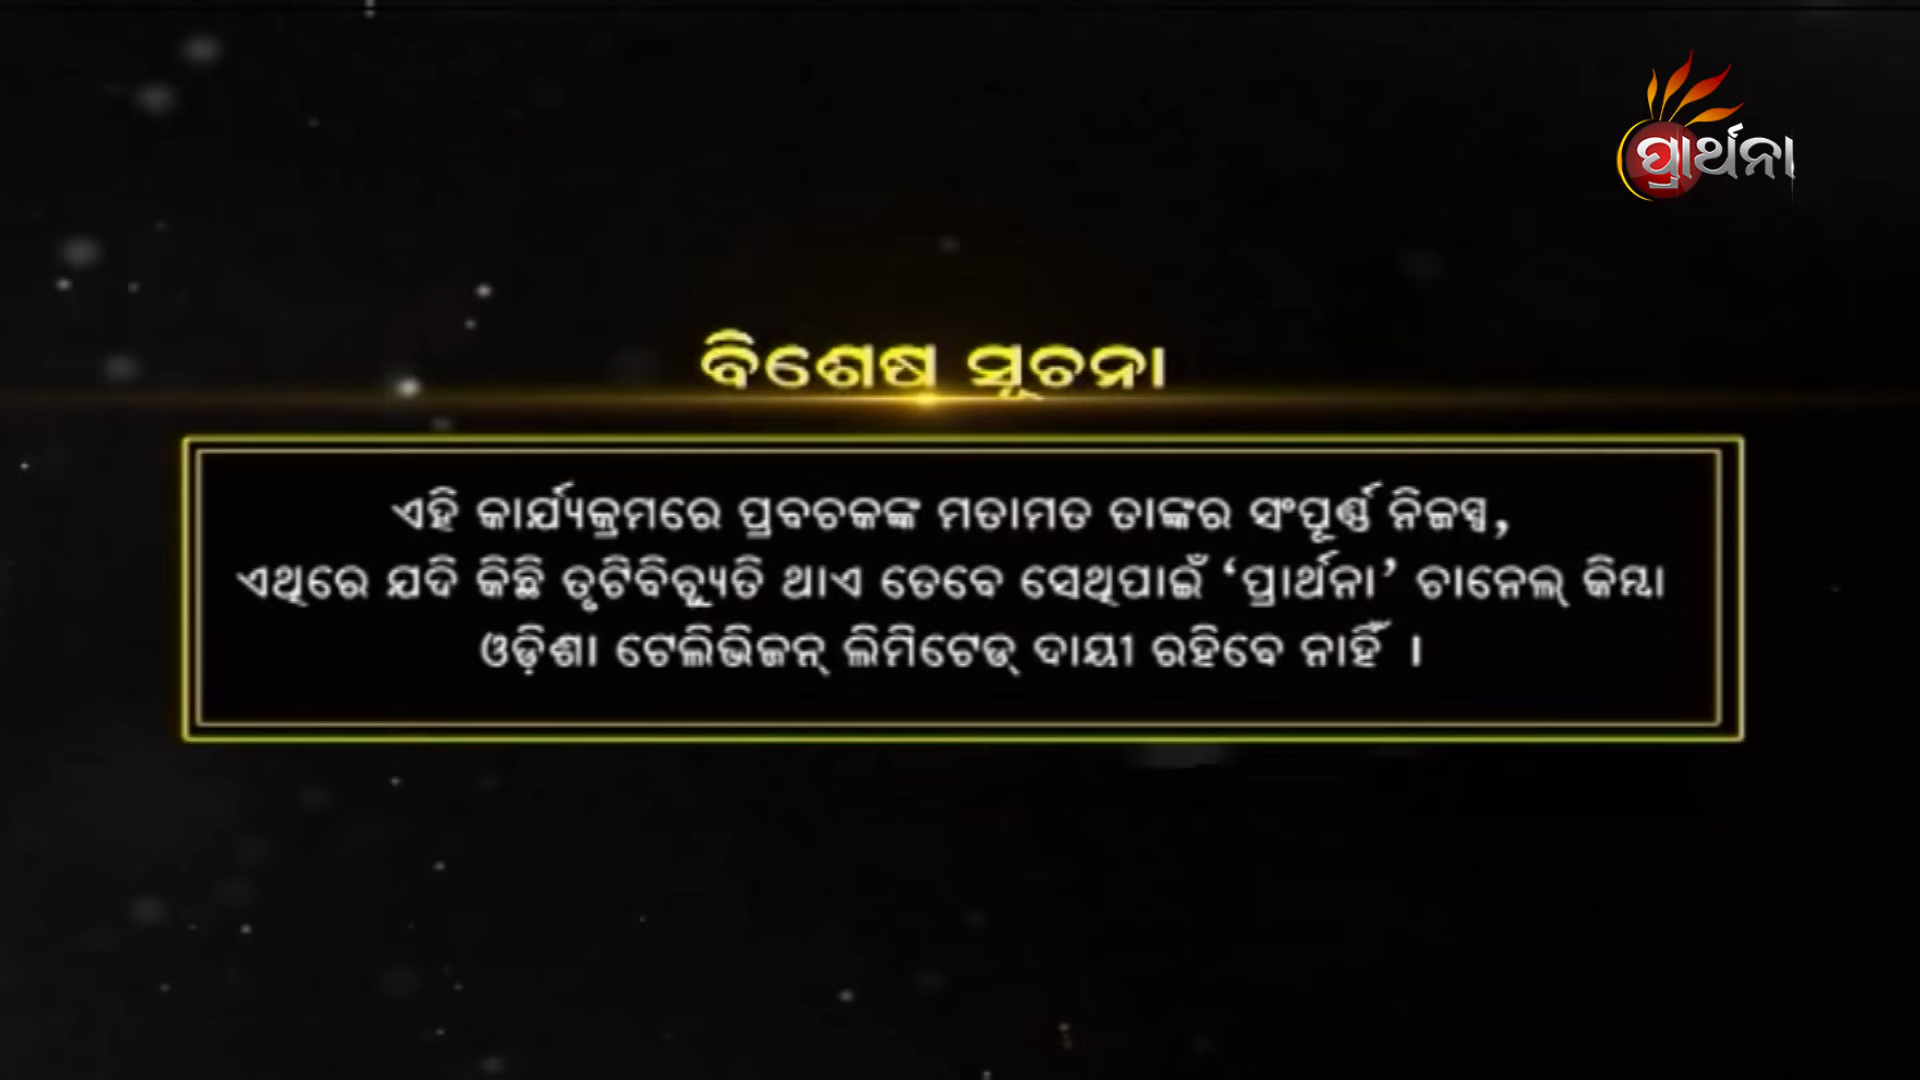 ପ୍ରାର୍ଥନା
ବିଶେଷ ସୂଚନା
ଏହି କାର୍ଯ୍ୟକ୍ରମରେ ପ୍ରବଚକଙ୍କ ମତାମତ ତାଙ୍କର ସଂପୂର୍ଣ୍ଣ ନିଜସ୍ୱ,
ଏଥିରେ ଯଦି କିଛି ତୃଟିବିଚ୍ୟୁତି ଥାଏ ତେବେ ସେଥିପାଇଁ ‘ପ୍ରାର୍ଥନା’ ଚାନେଲ୍ କିମ୍ବା
ଓଡ଼ିଶା ଟେଲିଭିଜନ୍ ଲିମିଟେଡ୍ ଦାୟୀ ରହିବେ ନାହିଁ ।